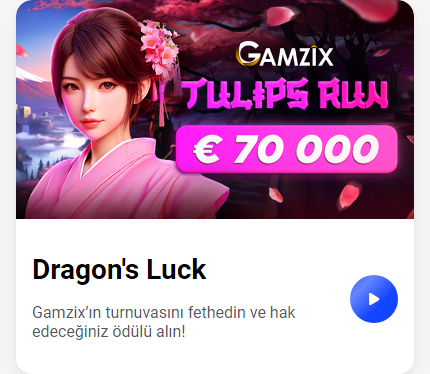 GAMZIX
TULIPS RUN
€ 70 000
Dragon's Luck
Gamzix’ın turnuvasını fethedin ve hak
edeceğiniz ödülü alın!